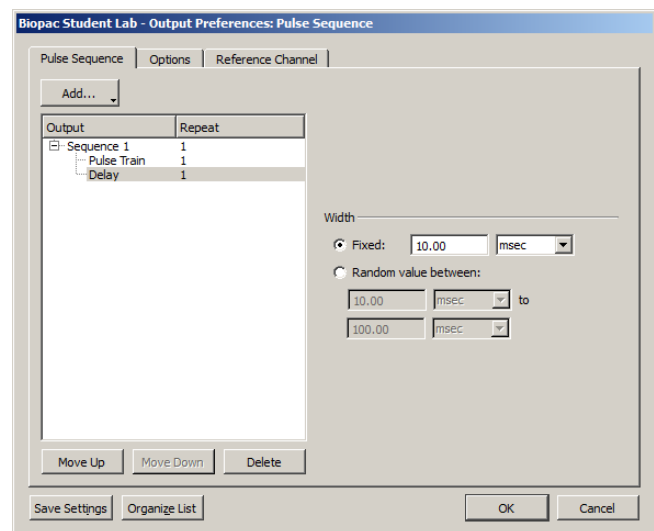 Biopac Student Lab - Output Preferences: Pulse Sequence
Pulse Sequence Options Reference Channel
Add...
Output Repeat
Sequence 1 1
Pulse Train 1
Delay 1
Width
Fixed: 10.00 msec
Random value between:
10.00 msec to
100.00 msec
Move Up Move Down Delete
Save Settings Organize List OK Cancel